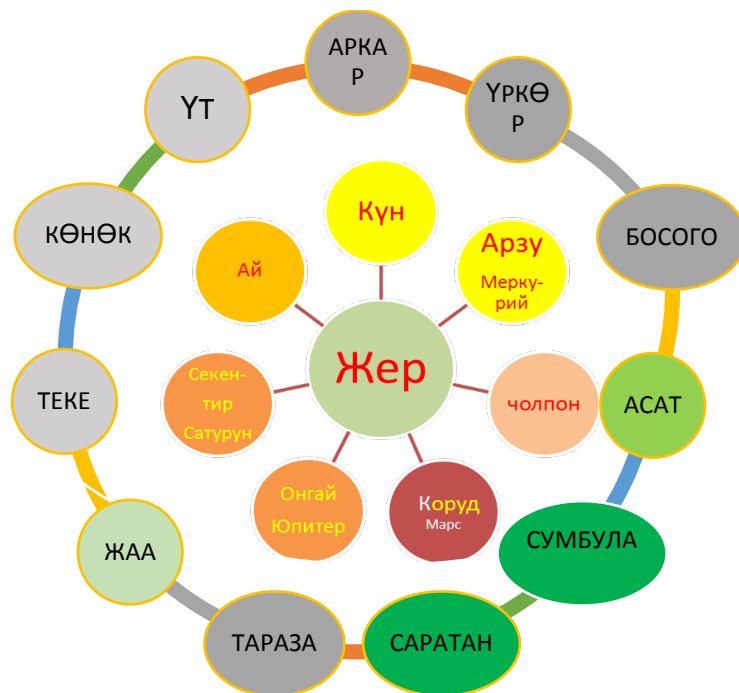 АРКА
Р
ҮРКӨ
Р
БОСОГО
АСАТ
СУМБУЛА
САРАТАН
ТАРАЗА
ЖАА
ТЕКЕ
КӨНӨК
ҮТ
Күн
Арзу
Мерку-
рий
чолпон
Коруд
Марс
Онгай
Юпитер
Секен-
тир
Сатурун
Ай
Жер